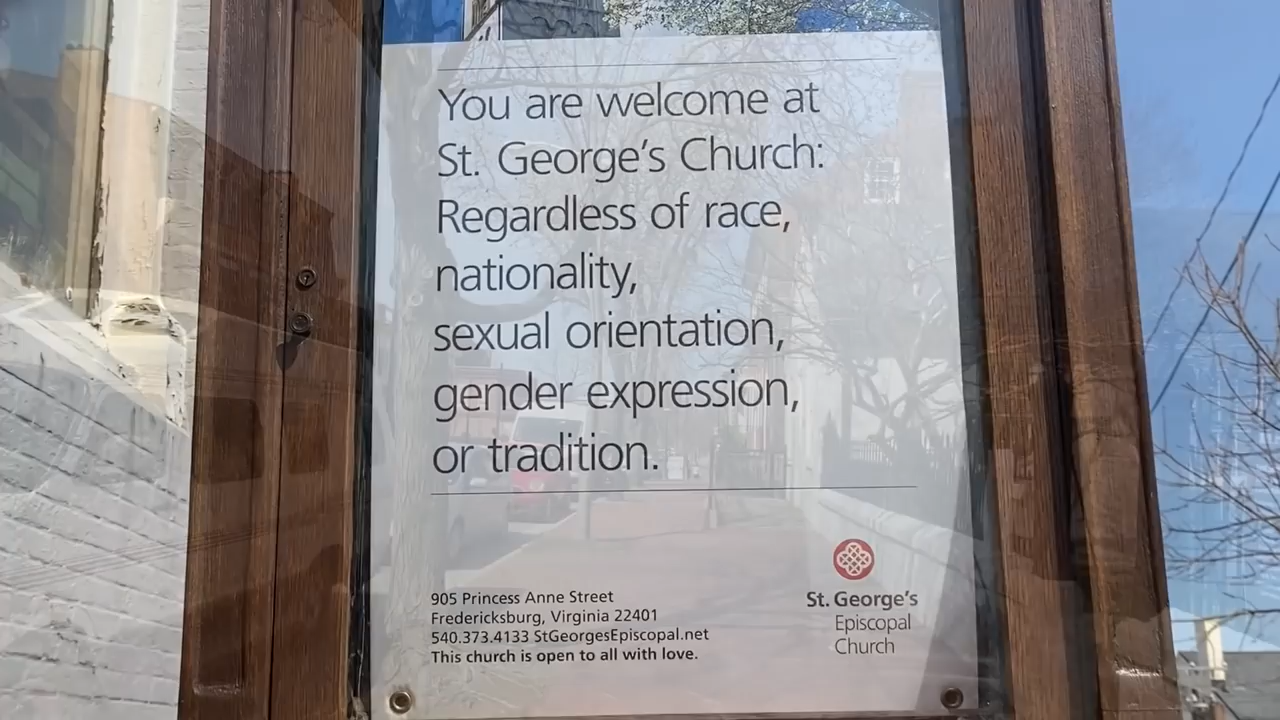 You are welcome at
St. George's Church:
Regardless of race,
nationality,
sexual orientation,
gender expression,
or tradition.
905 Princess Anne Street
Fredericksburg, Virginia 22401
540.373.4133 StGeorgesEpiscopal.net
This church is open to all with love.
St. George's
Episcopal
Church